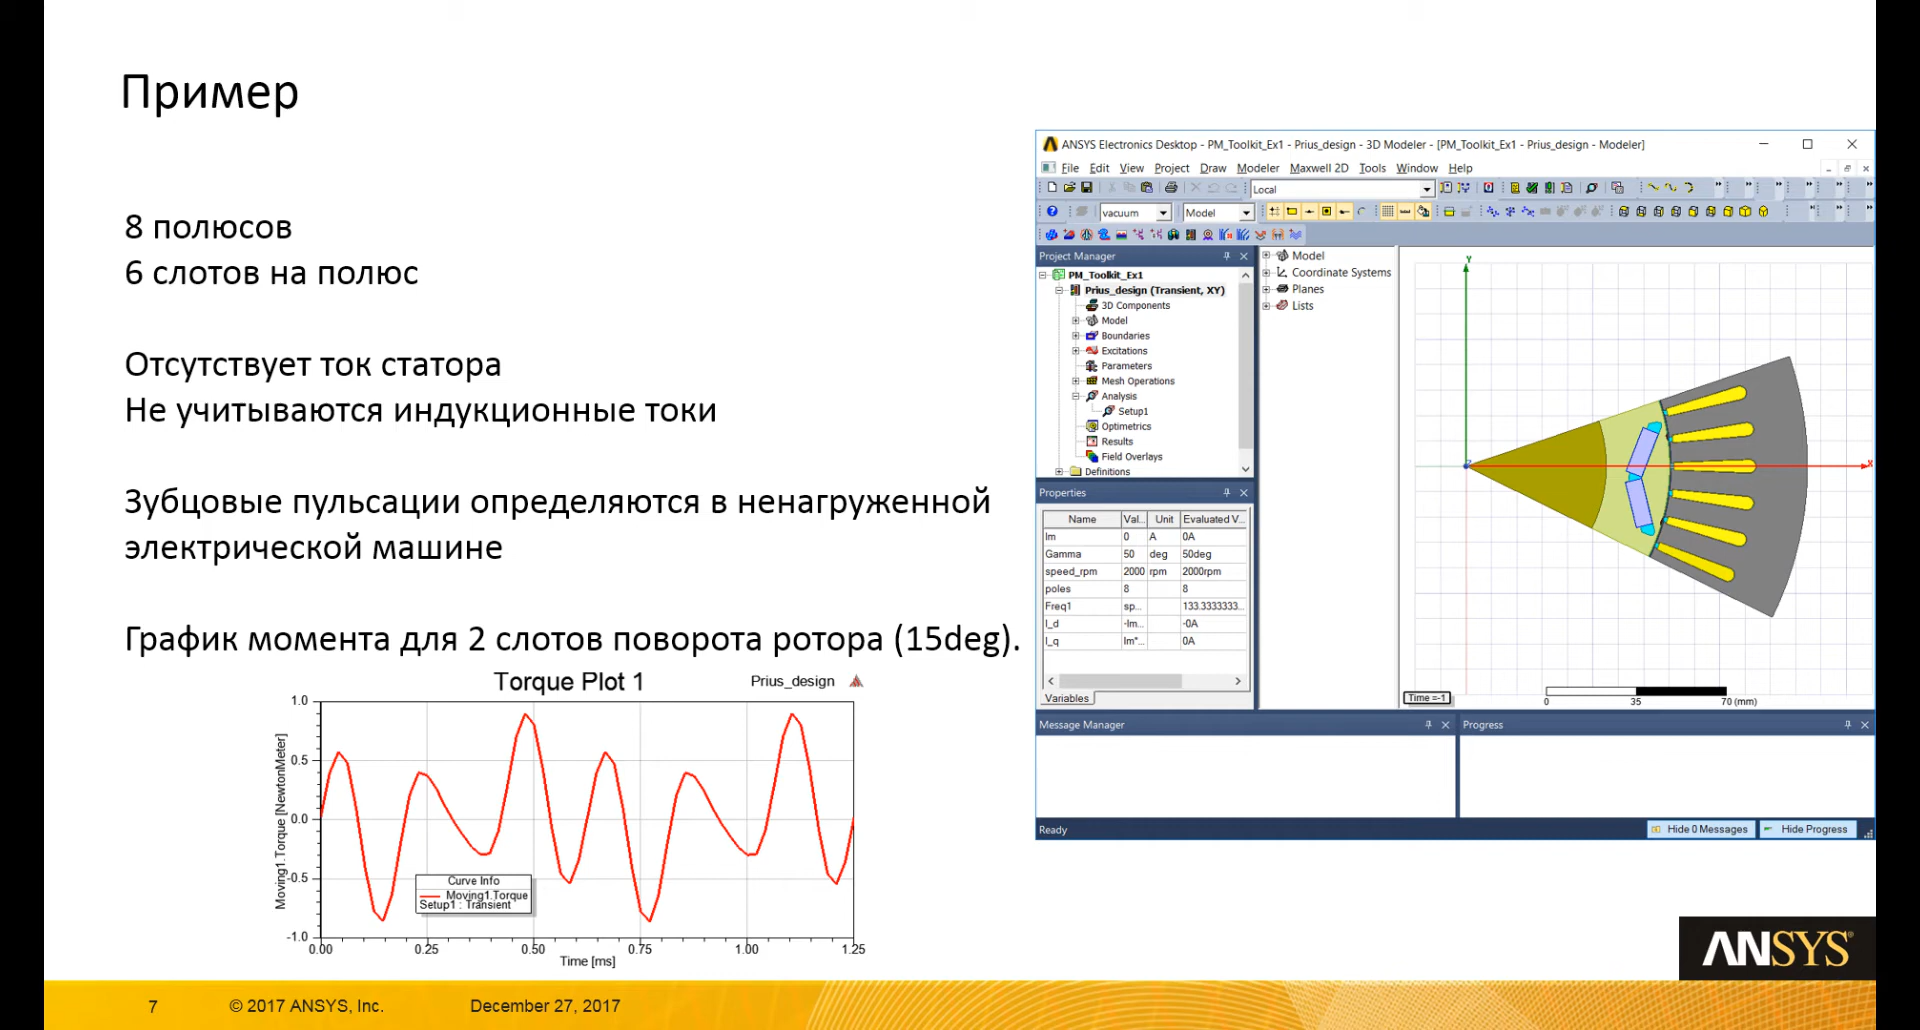 Пример
8 полюсов
6 слотов на полюс
Отсутствует ток статора
Не учитываются индукционные токи
Зубцовые пульсации определяются в ненагруженной
электрической машине
График момента для 2 слотов поворота ротора (15deg).
Torque Plot 1
Prius_design
Moving1.Torque [NewtonMeter]
1.0
0.5
0.0
-0.5
-1.0
Curve Info
Moving1.Torque
Setup1 : Transient
0.00 0.25 0.50 0.75 1.00 1.25
Time [ms]
ANSYS Electronics Desktop - PM_Toolkit_Ex1 - Prius_design - 3D Modeler - [PM_Toolkit_Ex1 - Prius_design - Modeler]
File Edit View Project Draw Modeler Maxwell 2D Tools Window Help
Local
vacuum Model
Project Manager
PM_Toolkit_Ex1
Prius_design (Transient, XY)
3D Components
Model
Boundaries
Excitations
Parameters
Mesh Operations
Analysis
Setup1
Optimetrics
Results
Field Overlays
Definitions
Model
Coordinate Systems
Planes
Lists
Properties
Name Val... Unit Evaluated V...
Im 0 A 0A
Gamma 50 deg 50deg
speed_rpm 2000 rpm 2000rpm
poles 8 8
Freq1 sp... 133.3333333...
I_d -Im... -0A
I_q Im*... 0A
Variables
Y
X
Time =-1
0 35 70 (mm)
Message Manager
Progress
Ready
Hide 0 Messages Hide Progress
ANSYS®
7 © 2017 ANSYS, Inc. December 27, 2017